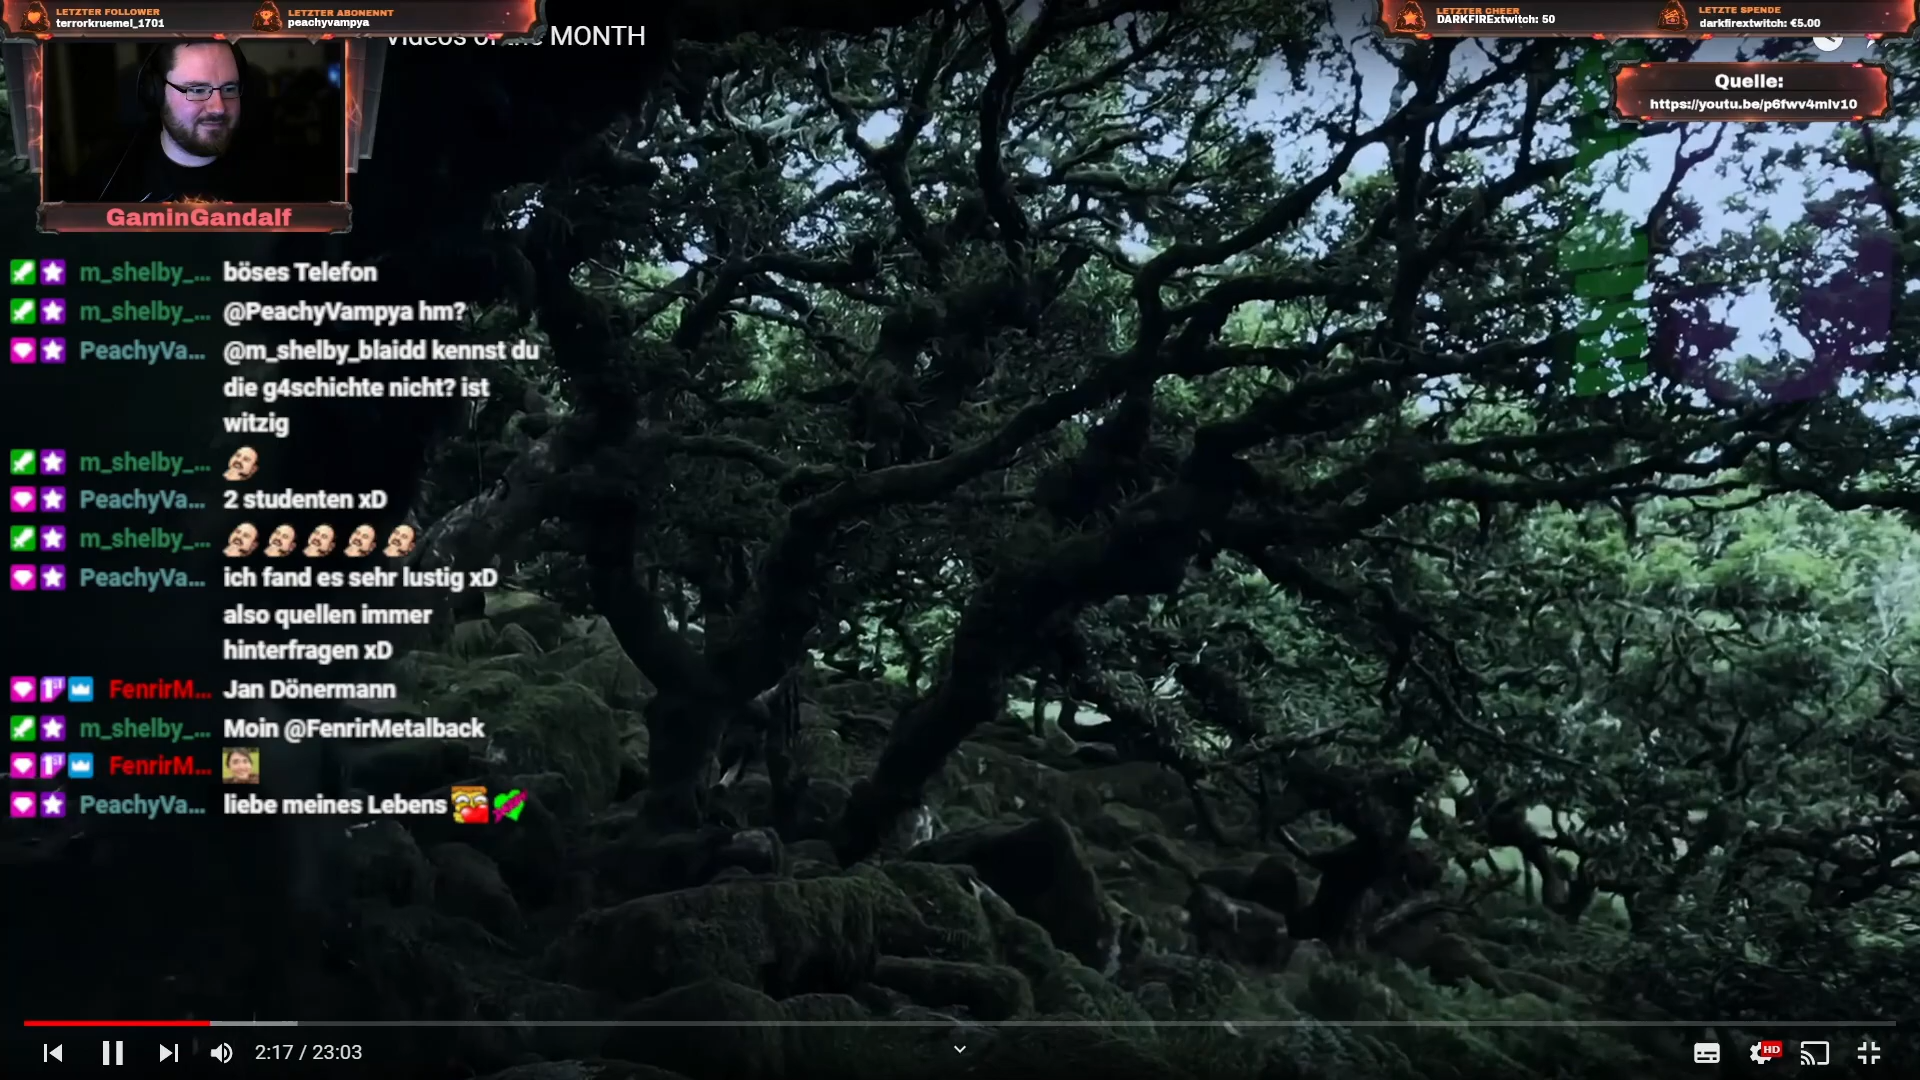 LETZTER FOLLOWER
terrorkruemel_1701
LETZTER ABONENNT
peachyvampya
MONTH
LETZTER CHEER
DARKFIRExtwitch: 50
LETZTE SPENDE
darkfirextwitch: €5.00
Quelle:
https://youtu.be/p6fwv4mlv10
GaminGandalf
m_shelby_... böses Telefon
m_shelby_... @PeachyVampya hm?
PeachyVa... @m_shelby_blaidd kennst du
die g4schichte nicht? ist
witzig
m_shelby_...
PeachyVa... 2 studenten xD
m_shelby_...
PeachyVa... ich fand es sehr lustig xD
also quellen immer
hinterfragen xD
FenrirM... Jan Dönermann
m_shelby_... Moin @FenrirMetalback
FenrirM...
PeachyVa... liebe meines Lebens
2:17 / 23:03
HD